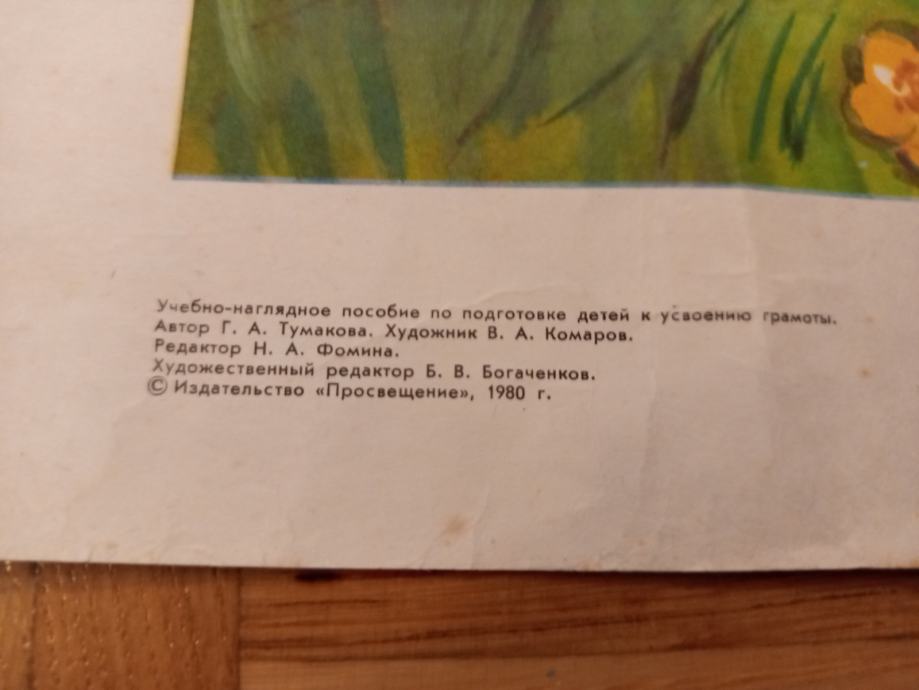 Учебно-наглядное пособие по подготовке детей к усвоению грамоты.
Автор Г. А. Тумакова. Художник В. А. Комаров.
Редактор Н. А. Фомина.
Художественный редактор Б. В. Богаченков.
© Издательство «Просвещение», 1980 г.